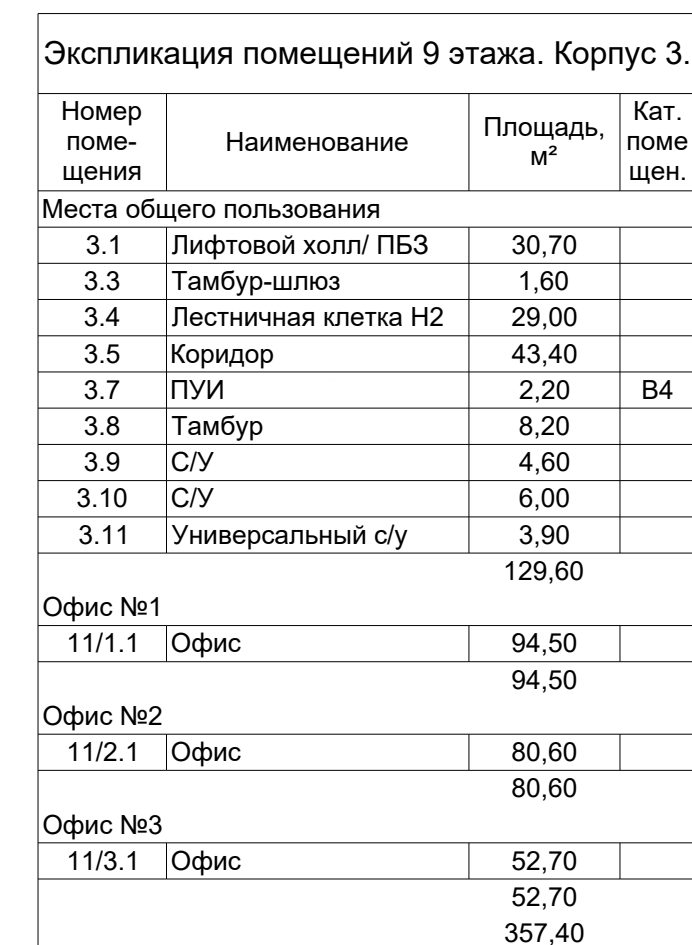 Экспликация помещений 9 этажа. Корпус 3.
Номер поме- щения Наименование Площадь, м² Кат. поме щен.
Места общего пользования
3.1 Лифтовой холл/ ПБЗ 30,70
3.3 Тамбур-шлюз 1,60
3.4 Лестничная клетка Н2 29,00
3.5 Коридор 43,40
3.7 ПУИ 2,20 В4
3.8 Тамбур 8,20
3.9 С/У 4,60
3.10 С/У 6,00
3.11 Универсальный с/у 3,90
129,60
Офис №1
11/1.1 Офис 94,50
94,50
Офис №2
11/2.1 Офис 80,60
80,60
Офис №3
11/3.1 Офис 52,70
52,70
357,40